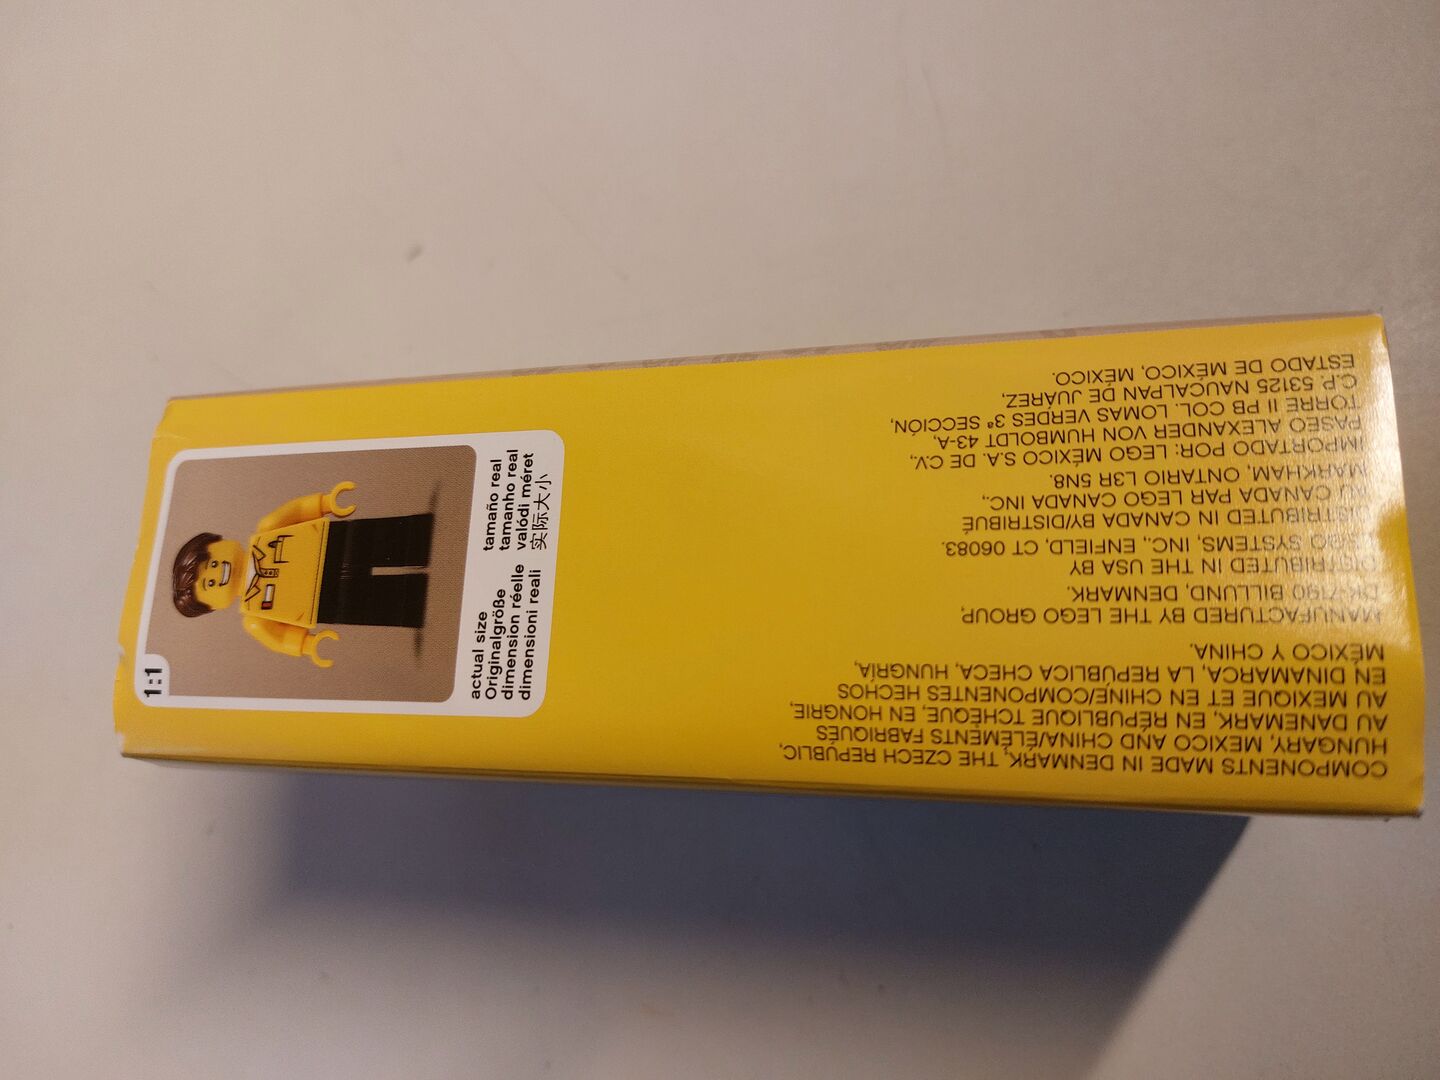 1:1
actual size
Originalgröße
dimension réelle
dimensioni reali
tamaño real
tamanho real
valódi méret
实际大小
COMPONENTS MADE IN DENMARK, THE CZECH REPUBLIC,
HUNGARY, MEXICO AND CHINA/ÉLÉMENTS FABRIQUÉS
AU DANEMARK, EN RÉPUBLIQUE TCHÈQUE, EN HONGRIE,
AU MEXIQUE ET EN CHINE/COMPONENTES HECHOS
EN DINAMARCA, LA REPÚBLICA CHECA, HUNGRÍA,
MÉXICO Y CHINA.
MANUFACTURED BY THE LEGO GROUP,
DK-7190 BILLUND, DENMARK.
DISTRIBUTED IN THE USA BY
LEGO SYSTEMS, INC., ENFIELD, CT 06083.
DISTRIBUTED IN CANADA BY/DISTRIBUÉ
AU CANADA PAR LEGO CANADA INC.,
MARKHAM, ONTARIO L3R 5N8.
IMPORTADO POR: LEGO MÉXICO S.A. DE C.V.,
PASEO ALEXANDER VON HUMBOLDT 43-A,
TORRE II PB COL. LOMAS VERDES 3ª SECCIÓN,
C.P. 53125 NAUCALPAN DE JUÁREZ,
ESTADO DE MÉXICO, MÉXICO.